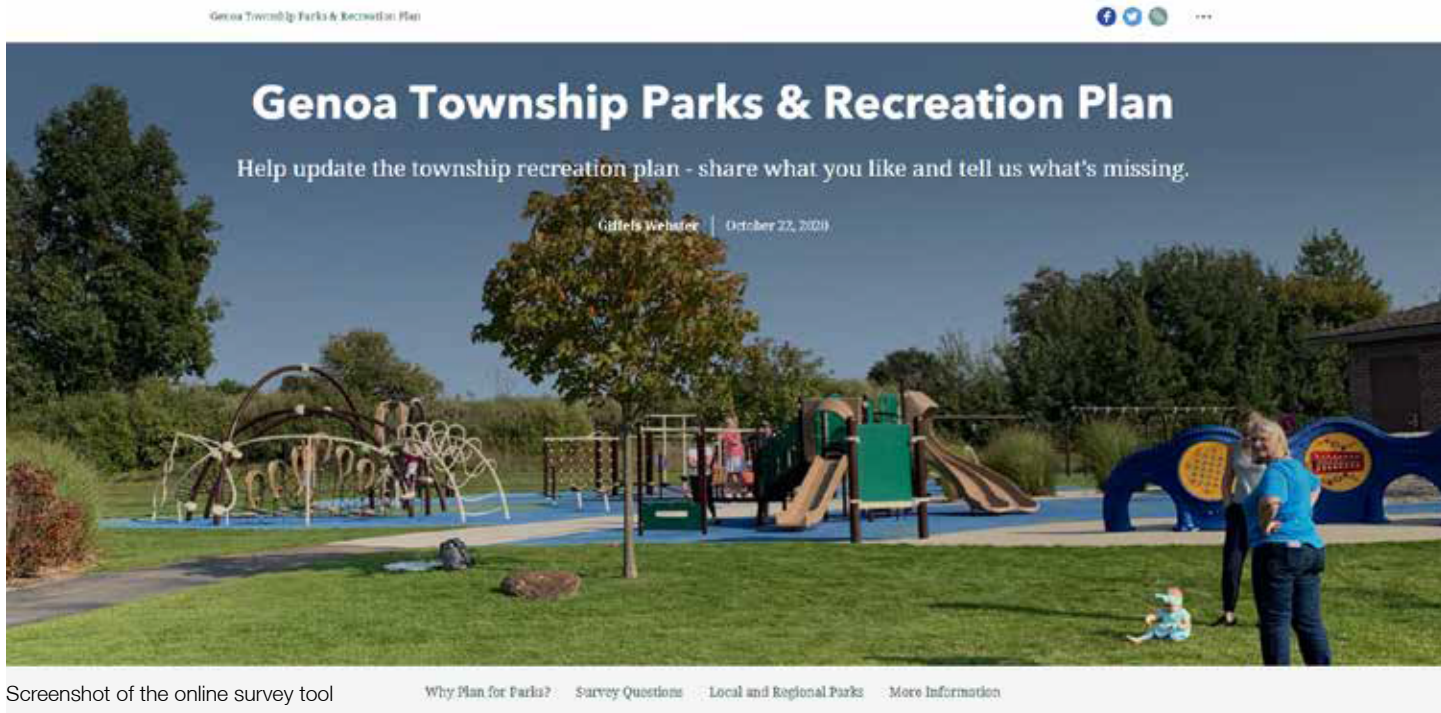 Genoa Township Parks & Recreation Plan
Genoa Township Parks & Recreation Plan
Help update the township recreation plan - share what you like and tell us what's missing.
Giffels Webster | October 22, 2020
Screenshot of the online survey tool
Why Plan for Parks? Survey Questions Local and Regional Parks More Information